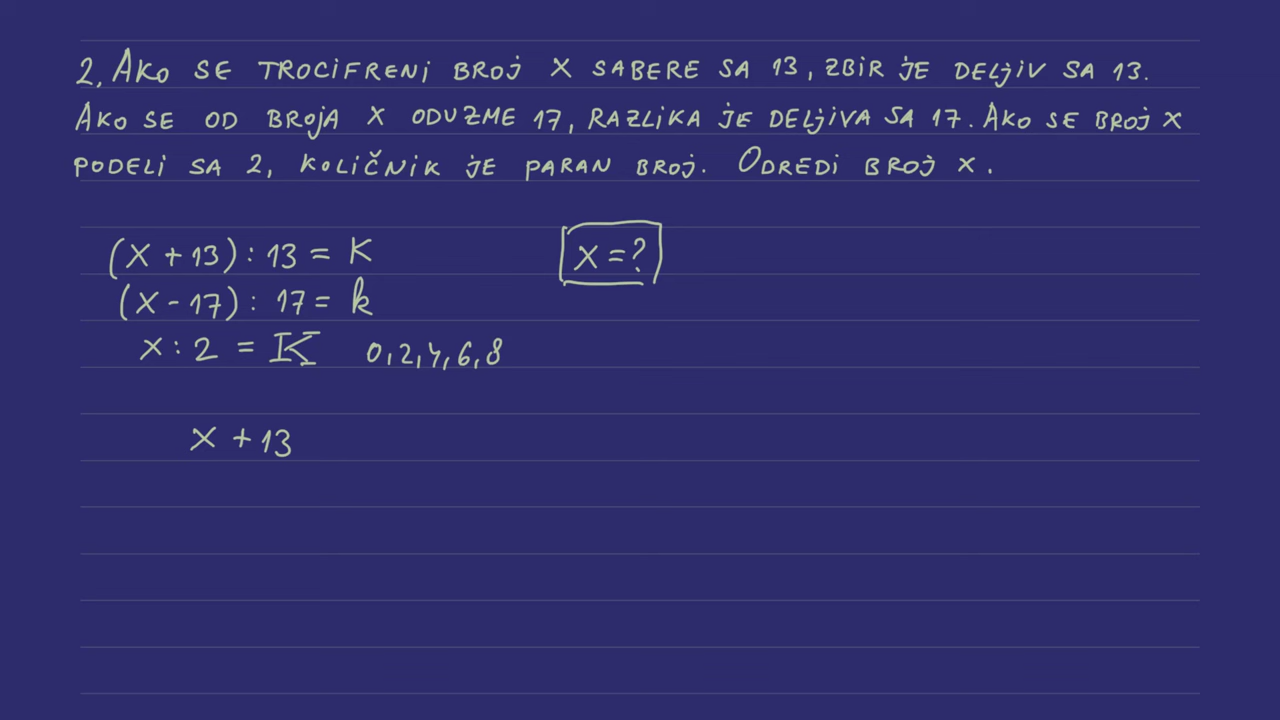 2. AKO SE TROCIFRENI BROJ X SABERE SA 13, ZBIR JE DELJIV SA 13.
AKO SE OD BROJA X ODUZME 17, RAZLIKA JE DELJIVA SA 17. AKO SE BROJ X
PODELI SA 2, KOLIČNIK JE PARAN BROJ. ODREDI BROJ X.
(X + 13) : 13 = K
X = ?
(X - 17) : 17 = k
X : 2 = K 0, 2, 4, 6, 8
X + 13